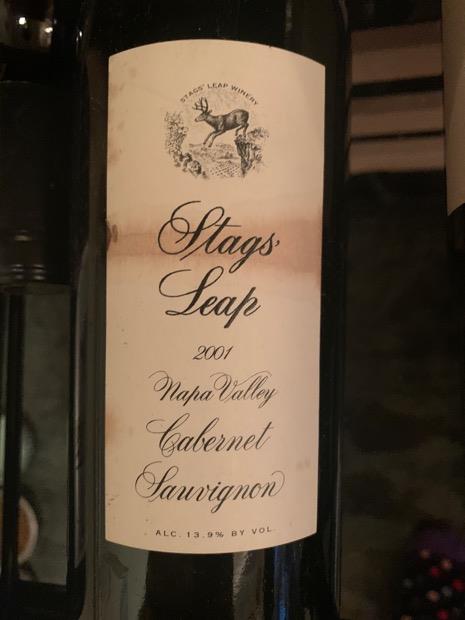 STAGS' LEAP WINERY
Stags'
Leap
2001
Napa Valley
Cabernet
Sauvignon
ALC. 13.9% BY VOL.